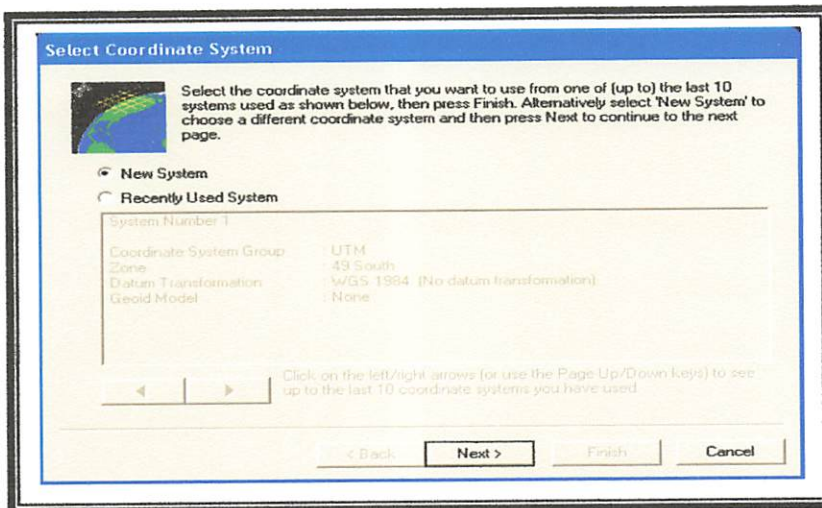 Select Coordinate System
Select the coordinate system that you want to use from one of (up to) the last 10
systems used as shown below, then press Finish. Alternatively select 'New System' to
choose a different coordinate system and then press Next to continue to the next
page.
New System
Recently Used System
System Number 1
Coordinate System Group : UTM
Zone : 49 South
Datum Transformation : WGS 1984 (No datum transformation)
Geoid Model : None
Click on the left/right arrows (or use the Page Up/Down keys) to see
up to the last 10 coordinate systems you have used
< Back Next > Finish Cancel